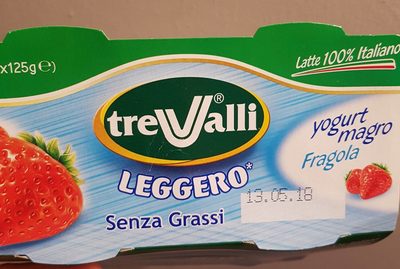 x125g℮)
Latte 100% Italiano
treValli®
LEGGERO*
Senza Grassi
yogurt
magro
Fragola
13.05.18